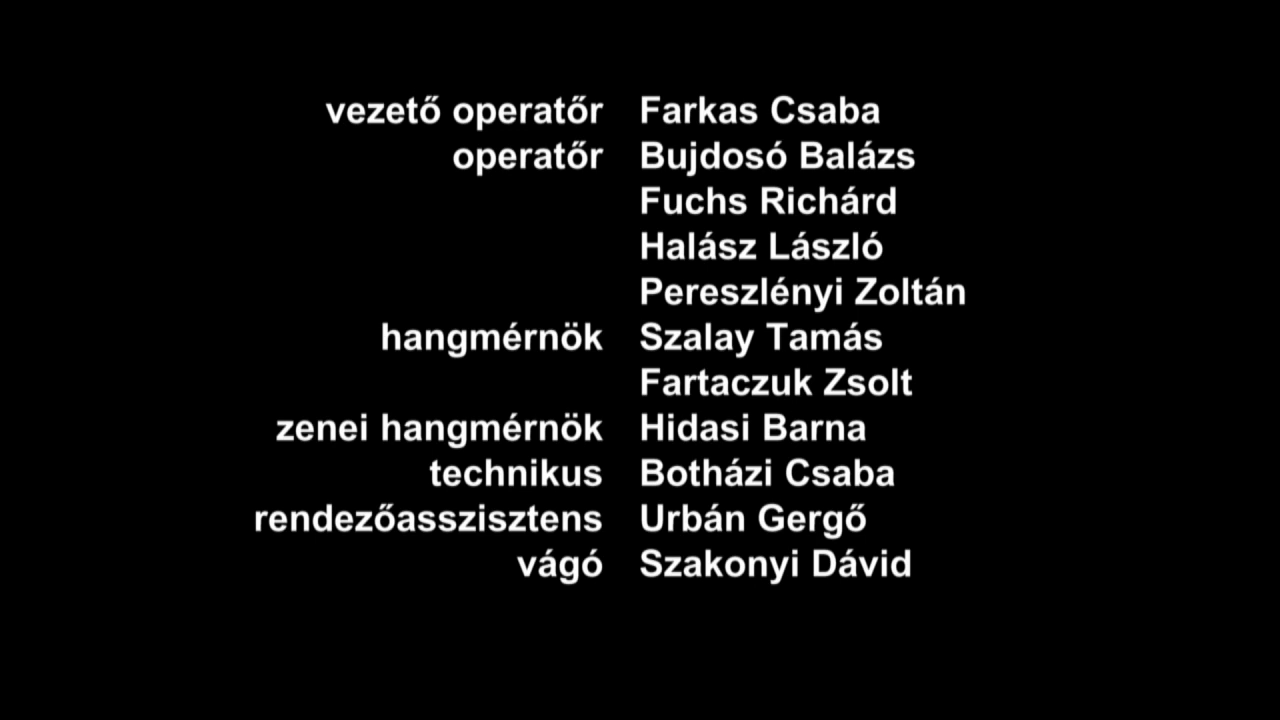 vezető operatőr Farkas Csaba
operatőr Bujdosó Balázs
Fuchs Richárd
Halász László
Pereszlényi Zoltán
hangmérnök Szalay Tamás
Fartaczuk Zsolt
zenei hangmérnök Hidasi Barna
technikus Botházi Csaba
rendezőasszisztens Urbán Gergő
vágó Szakonyi Dávid